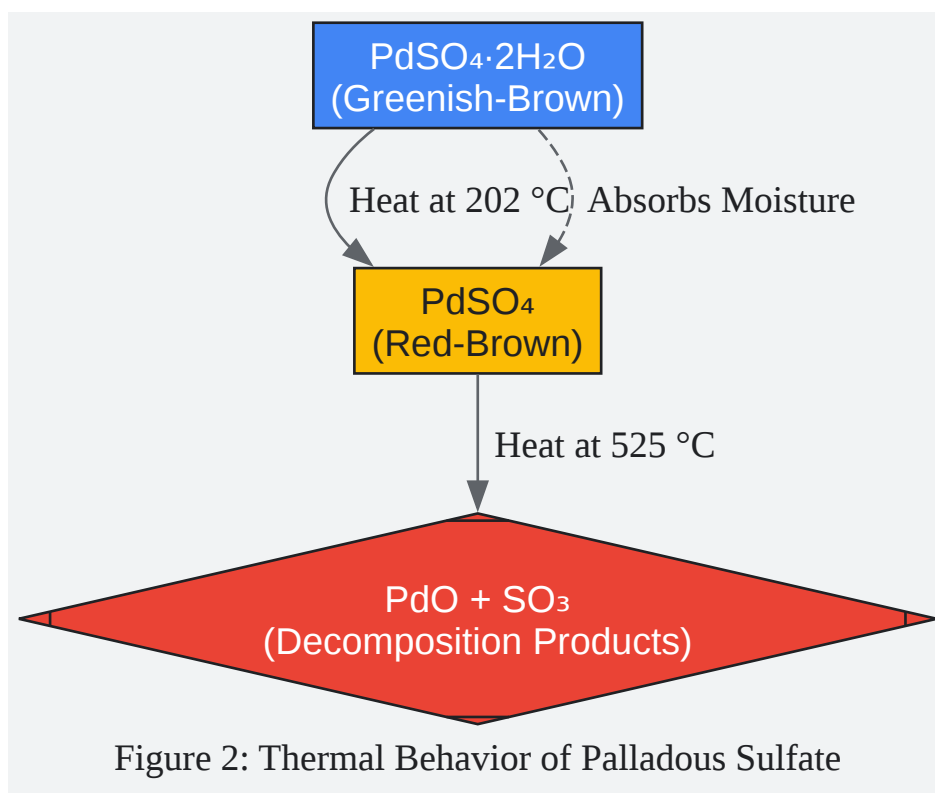 PdSO₄·2H₂O
(Greenish-Brown)
Heat at 202 °C
Absorbs Moisture
PdSO₄
(Red-Brown)
Heat at 525 °C
PdO + SO₃
(Decomposition Products)
Figure 2: Thermal Behavior of Palladous Sulfate